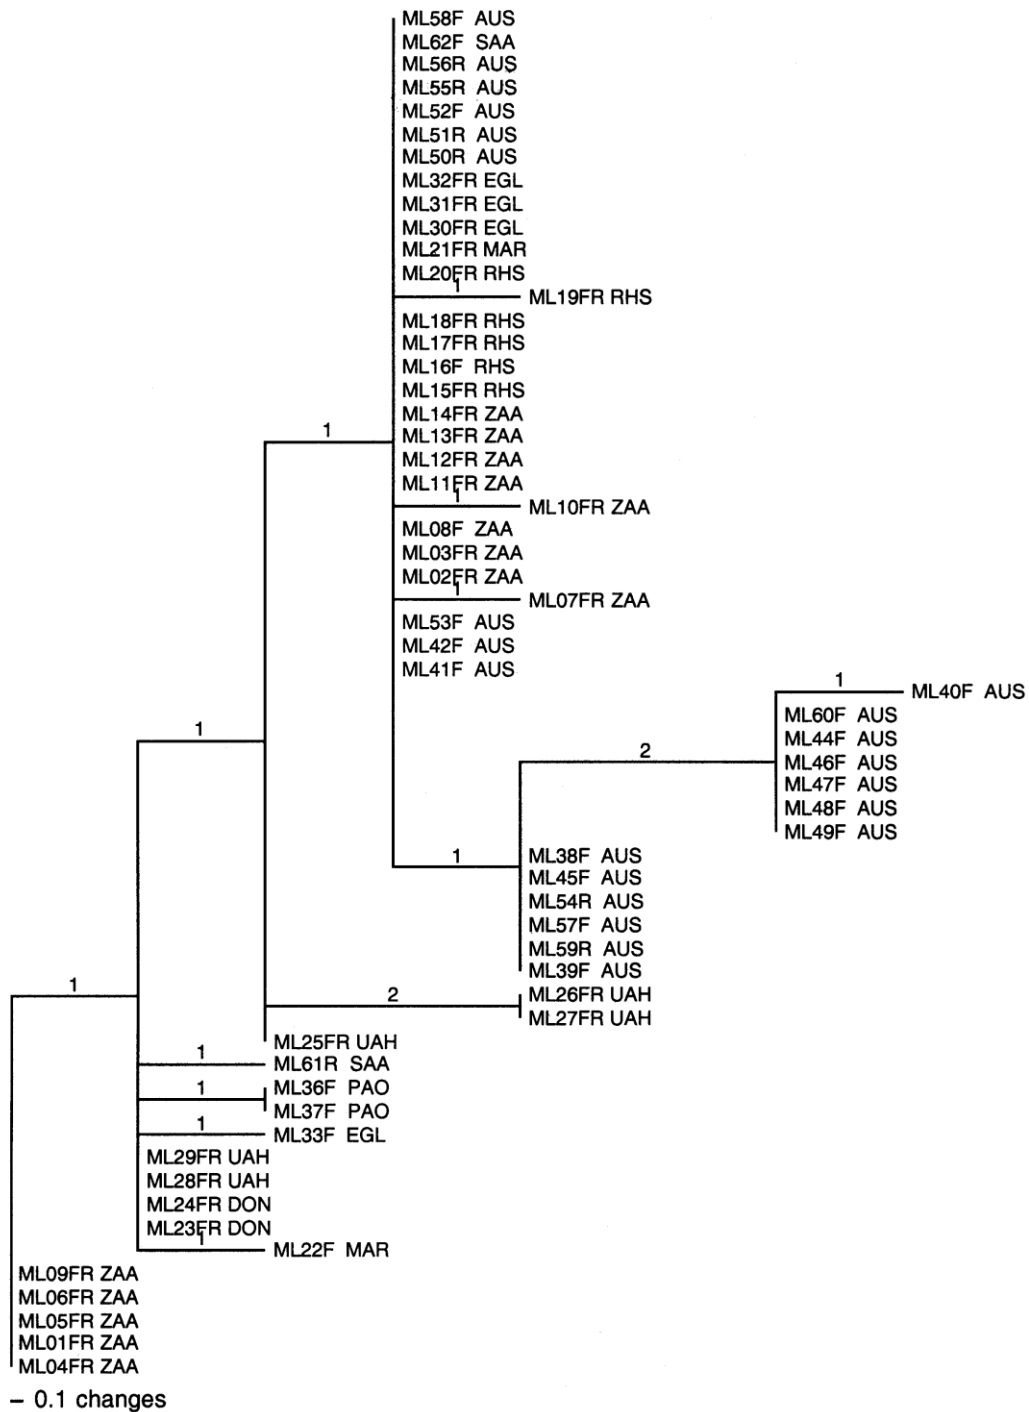 ML58F AUS
ML62F SAA
ML56R AUS
ML55R AUS
ML52F AUS
ML51R AUS
ML50R AUS
ML32FR EGL
ML31FR EGL
ML30FR EGL
ML21FR MAR
ML20FR RHS
1
ML19FR RHS
ML18FR RHS
ML17FR RHS
ML16F RHS
ML15FR RHS
ML14FR ZAA
1
ML13FR ZAA
ML12FR ZAA
ML11FR ZAA
1
ML10FR ZAA
ML08F ZAA
ML03FR ZAA
ML02FR ZAA
1
ML07FR ZAA
ML53F AUS
ML42F AUS
ML41F AUS
1
ML40F AUS
ML60F AUS
1
ML44F AUS
2
ML46F AUS
ML47F AUS
ML48F AUS
ML49F AUS
1
ML38F AUS
ML45F AUS
ML54R AUS
ML57F AUS
ML59R AUS
ML39F AUS
1
2
ML26FR UAH
ML27FR UAH
ML25FR UAH
1
ML61R SAA
1
ML36F PAO
ML37F PAO
1
ML33F EGL
ML29FR UAH
ML28FR UAH
ML24FR DON
ML23FR DON
1
ML22F MAR
ML09FR ZAA
ML06FR ZAA
ML05FR ZAA
ML01FR ZAA
ML04FR ZAA
– 0.1 changes